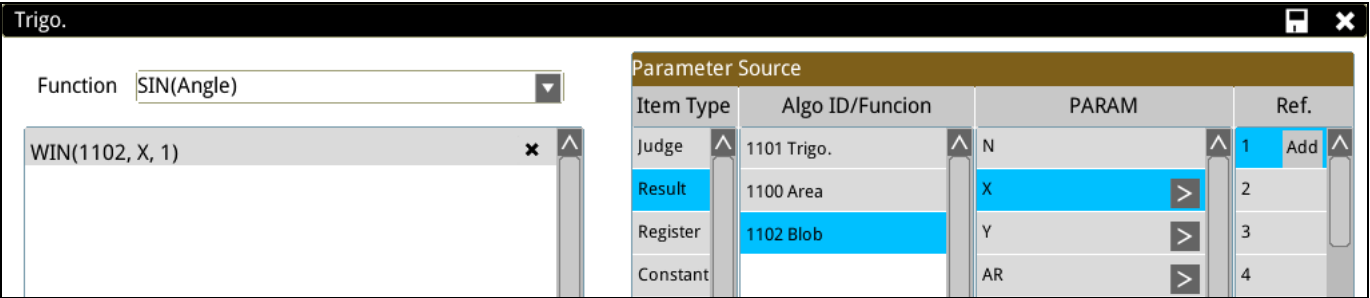 Trigo.
Function SIN(Angle)
WIN(1102, X, 1)
Parameter Source
Item Type Algo ID/Funcion PARAM Ref.
Judge 1101 Trigo. N 1 Add
Result 1100 Area X > 2
Register 1102 Blob Y > 3
Constant AR > 4